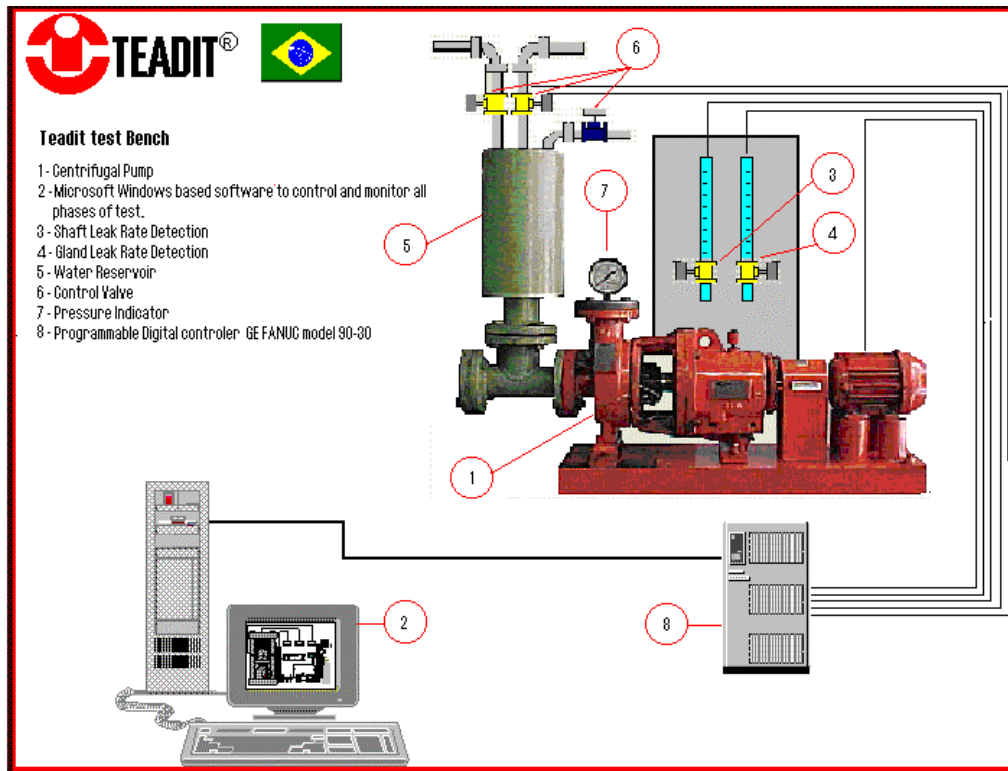 TEADIT®
Teadit test Bench
1 - Centrifugal Pump
2 - Microsoft Windows based software to control and monitor all
phases of test.
3 - Shaft Leak Rate Detection
4 - Gland Leak Rate Detection
5 - Water Reservoir
6 - Control Valve
7 - Pressure Indicator
8 - Programmable Digital controler GE FANUC model 90-30
6
7
3
4
5
1
2
8